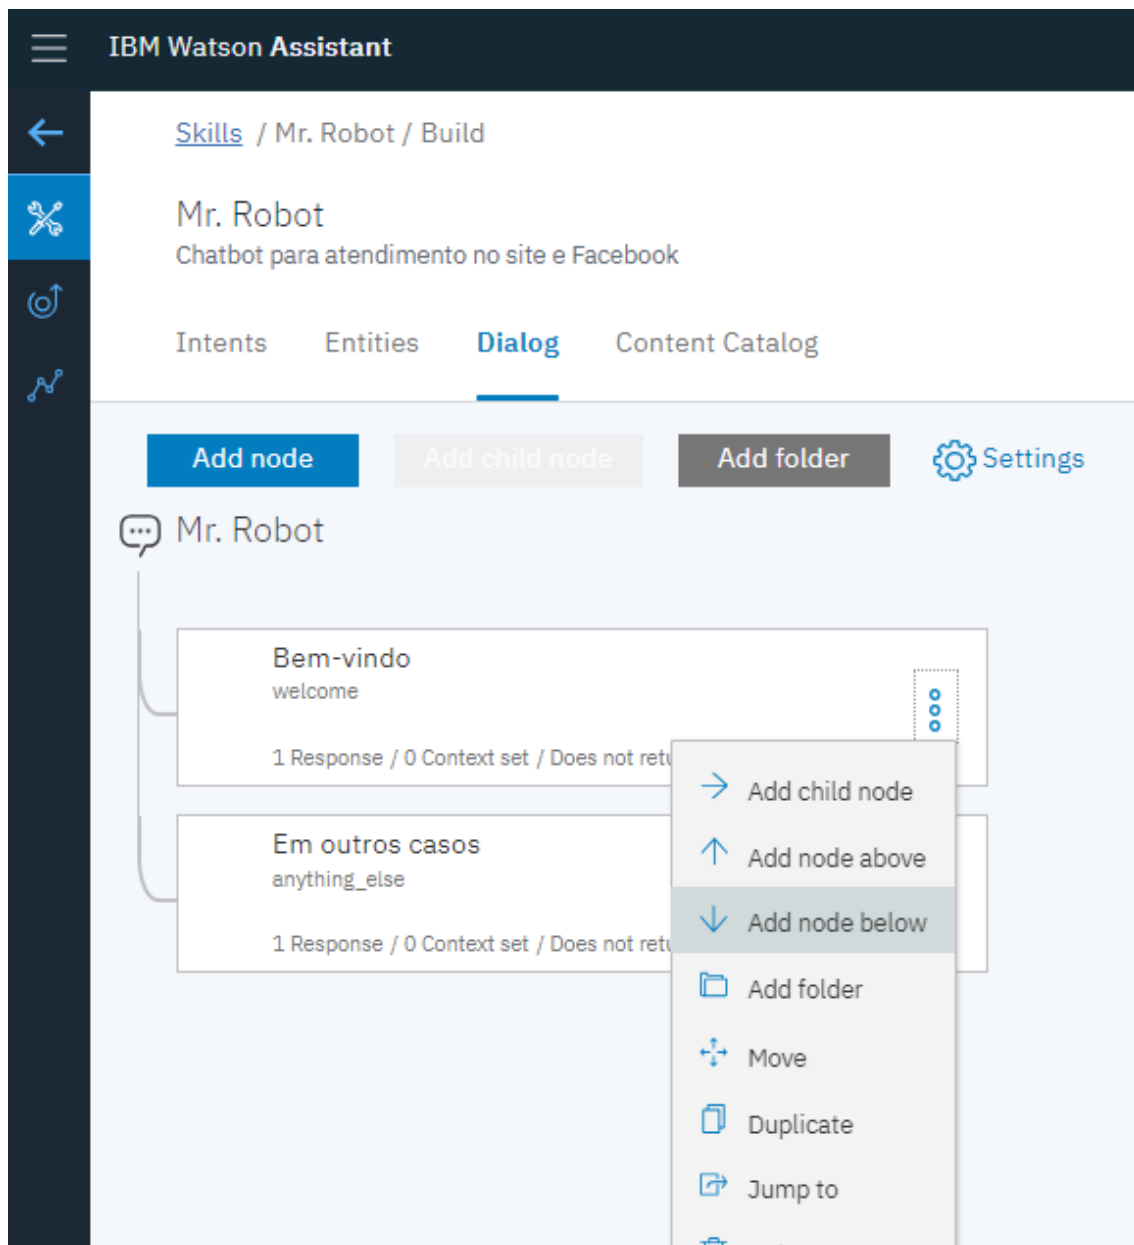 IBM Watson Assistant
Skills / Mr. Robot / Build
Mr. Robot
Chatbot para atendimento no site e Facebook
Intents Entities Dialog Content Catalog
Add node Add child node Add folder Settings
Mr. Robot
Bem-vindo
welcome
1 Response / 0 Context set / Does not retu
Em outros casos
anything_else
1 Response / 0 Context set / Does not retu
Add child node
Add node above
Add node below
Add folder
Move
Duplicate
Jump to